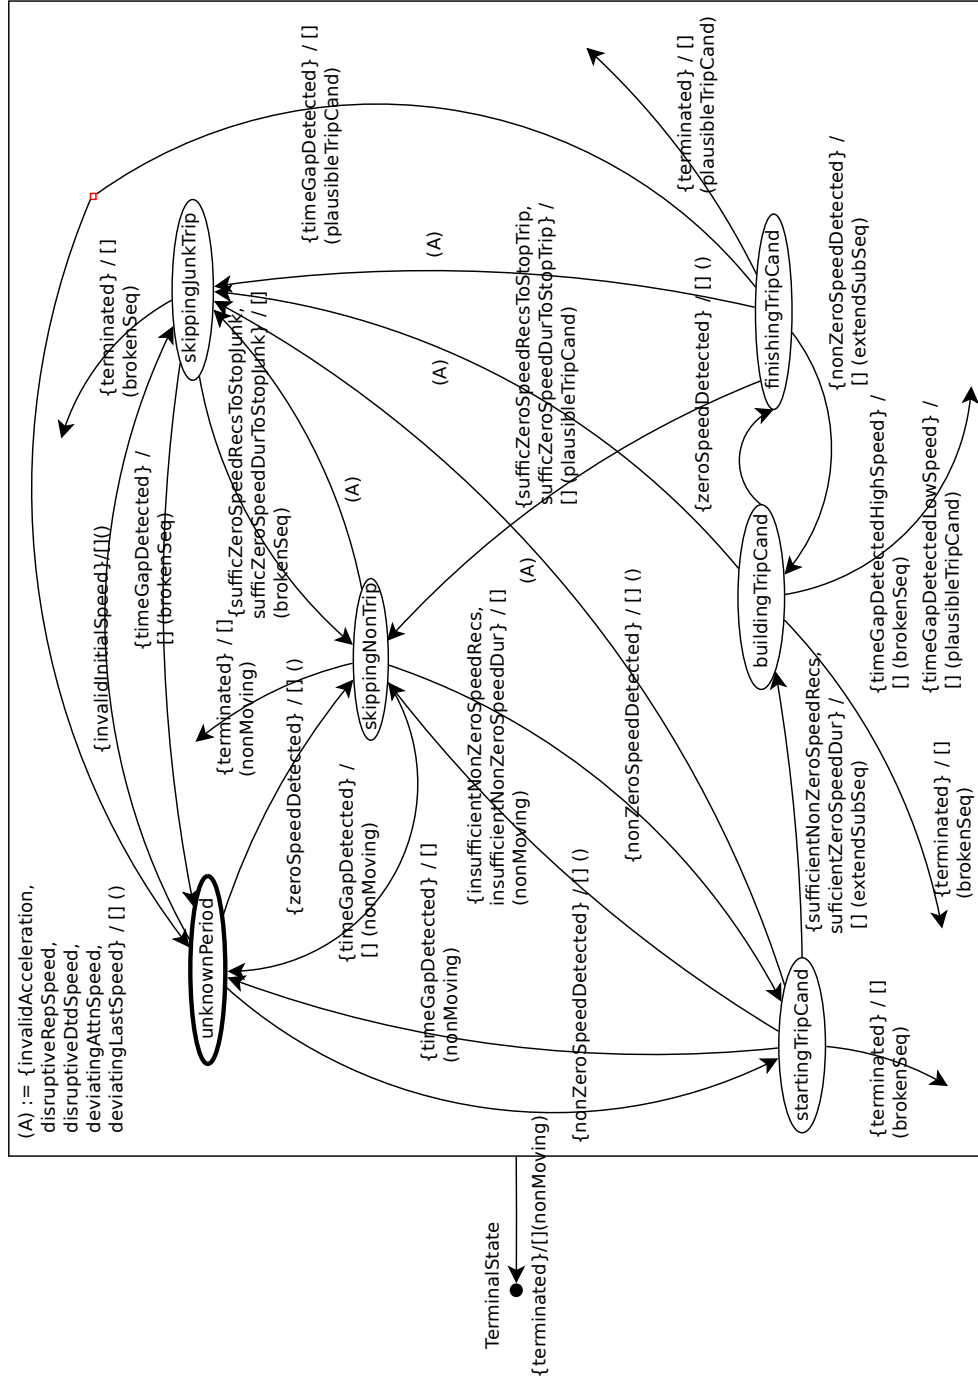 (A) := {invalidAcceleration,
disruptiveRepSpeed,
disruptiveDtdSpeed,
deviatingAttnSpeed,
deviatingLastSpeed} / [] ()
{terminated} / []
(brokenSeq)
{invalidInitialSpeed}/[]()
{timeGapDetected} /
[] (brokenSeq)
skippingJunkTrip
unknownPeriod
{terminated} / []
(nonMoving)
{sufficZeroSpeedRecsToStopJunk,
sufficZeroSpeedDurToStopJunk} / []
(brokenSeq)
{zeroSpeedDetected} / [] ()
{timeGapDetected} / []
(plausibleTripCand)
{timeGapDetected} /
[] (nonMoving)
(A)
skippingNonTrip
{timeGapDetected} / []
(nonMoving)
(A)
(A)
{insufficientNonZeroSpeedRecs,
insufficientNonZeroSpeedDur} / []
(nonMoving)
TerminalState
{terminated}/[](nonMoving)
{sufficZeroSpeedRecsToStopTrip,
sufficZeroSpeedDurToStopTrip} /
[] (plausibleTripCand)
(A)
{nonZeroSpeedDetected} / [] ()
{nonZeroSpeedDetected} / [] ()
{terminated} / []
(plausibleTripCand)
{zeroSpeedDetected} / [] ()
finishingTripCand
buildingTripCand
startingTripCand
{sufficientNonZeroSpeedRecs,
suficientZeroSpeedDur} /
[] (extendSubSeq)
{nonZeroSpeedDetected} /
[] (extendSubSeq)
{terminated} / []
(brokenSeq)
{timeGapDetectedHighSpeed} /
[] (brokenSeq)
{timeGapDetectedLowSpeed} /
[] (plausibleTripCand)
{terminated} / []
(brokenSeq)